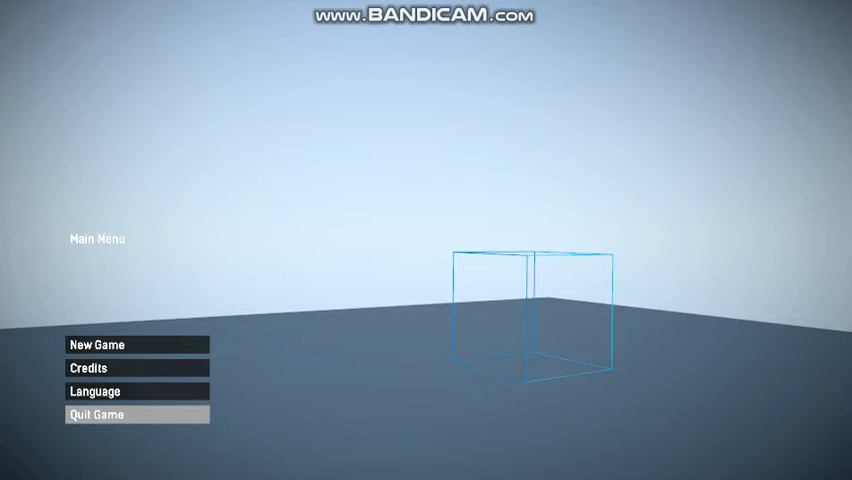 www.BANDICAM.com
Main Menu
New Game
Credits
Language
Quit Game